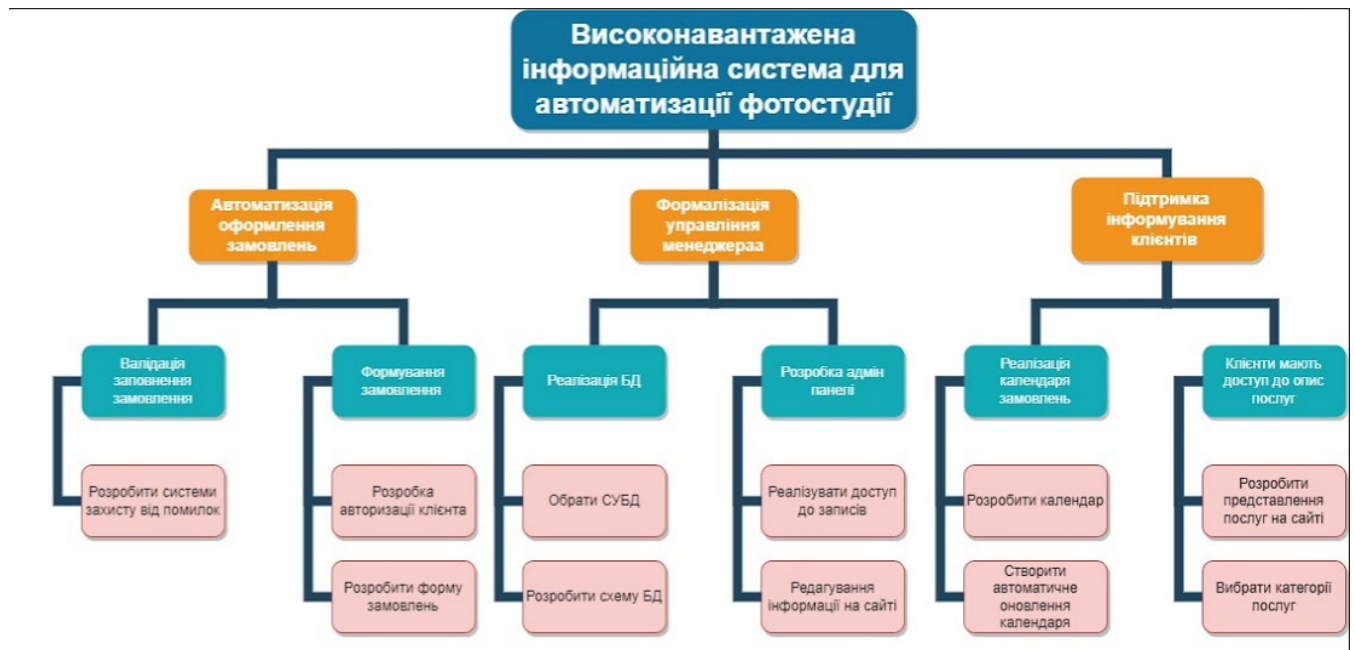 Високонавантажена
інформаційна система для
автоматизації фотостудії
Автоматизація
оформлення
замовлень
Формалізація
управління
менеджераа
Підтримка
інформування
клієнтів
Валідація
заповнення
замовлення
Формування
замовлення
Реалізація БД
Розробка адмін
панелі
Реалізація
календаря
замовлень
Клієнти мають
доступ до опис
послуг
Розробити системи
захисту від помилок
Розробка
авторизації клієнта
Обрати СУБД
Реалізувати доступ
до записів
Розробити календар
Розробити
представлення
послуг на сайті
Розробити форму
замовлень
Розробити схему БД
Редагування
інформації на сайті
Створити
автоматичне
оновлення
календаря
Вибрати категорії
послуг